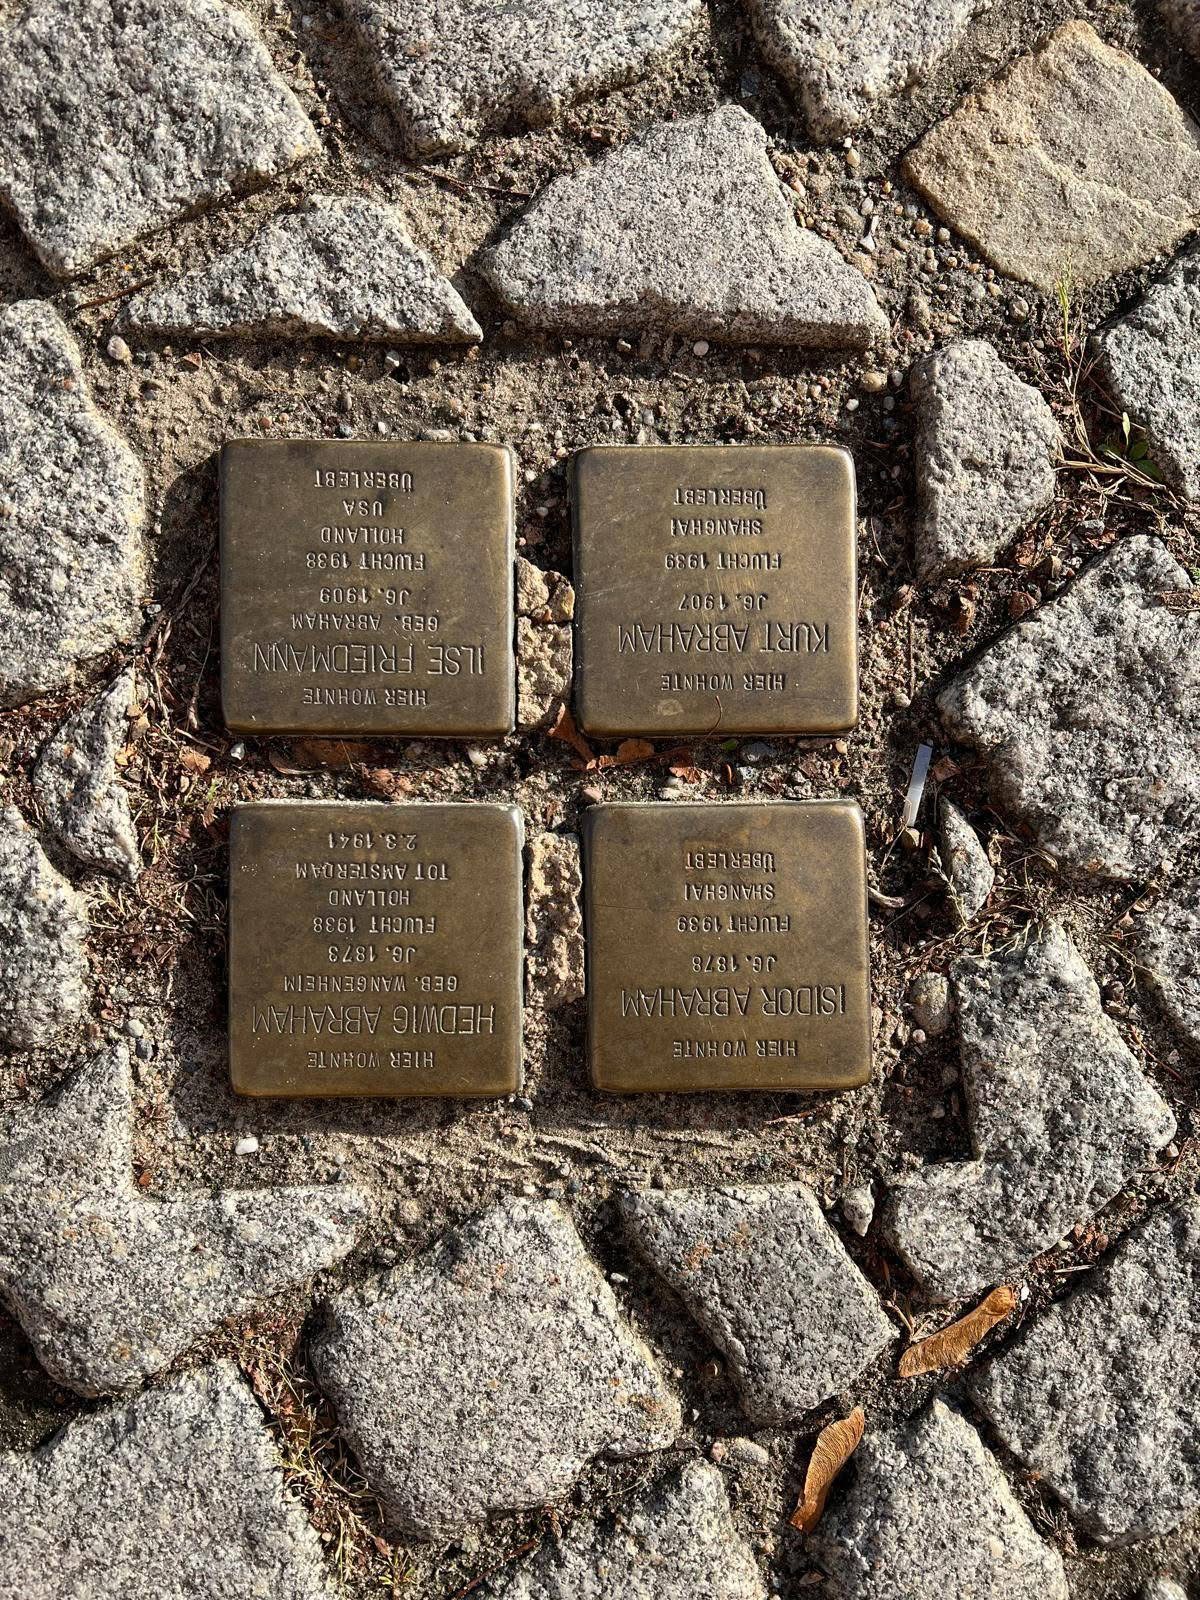 HIER WOHNTE
ISIDOR ABRAHAM
JG. 1878
FLUCHT 1939
SHANGHAI
ÜBERLEBT
HIER WOHNTE
HEDWIG ABRAHAM
GEB. WANGENHEIM
JG. 1873
FLUCHT 1938
HOLLAND
TOT AMSTERDAM
2.3.1941
HIER WOHNTE
KURT ABRAHAM
JG. 1907
FLUCHT 1939
SHANGHAI
ÜBERLEBT
HIER WOHNTE
ILSE FRIEDMANN
GEB. ABRAHAM
JG. 1909
FLUCHT 1938
HOLLAND
USA
ÜBERLEBT